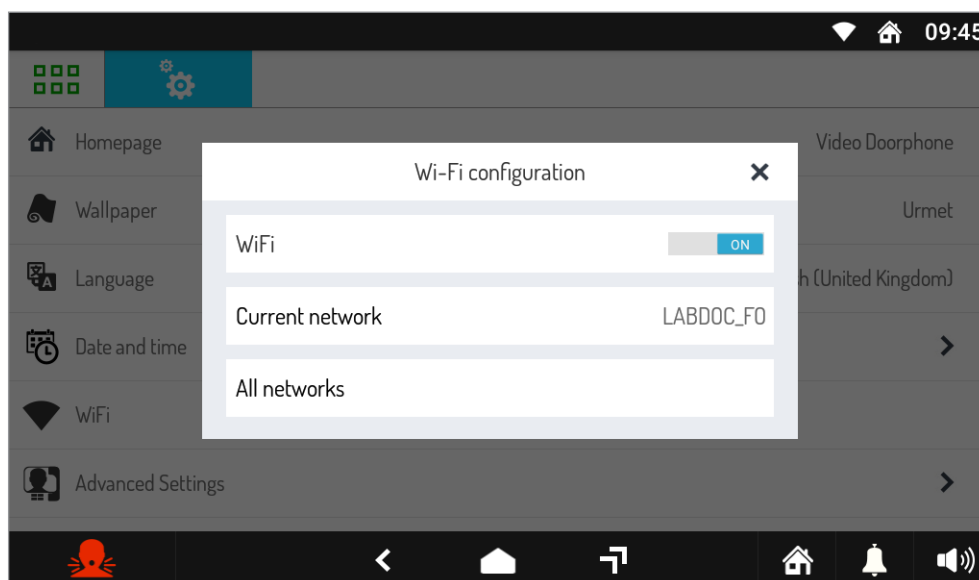 09:45
Homepage
Video Doorphone
Wi-Fi configuration
Wallpaper
Urmet
WiFi
ON
Language
h (United Kingdom)
Current network
LABDOC_FO
Date and time
All networks
WiFi
Advanced Settings